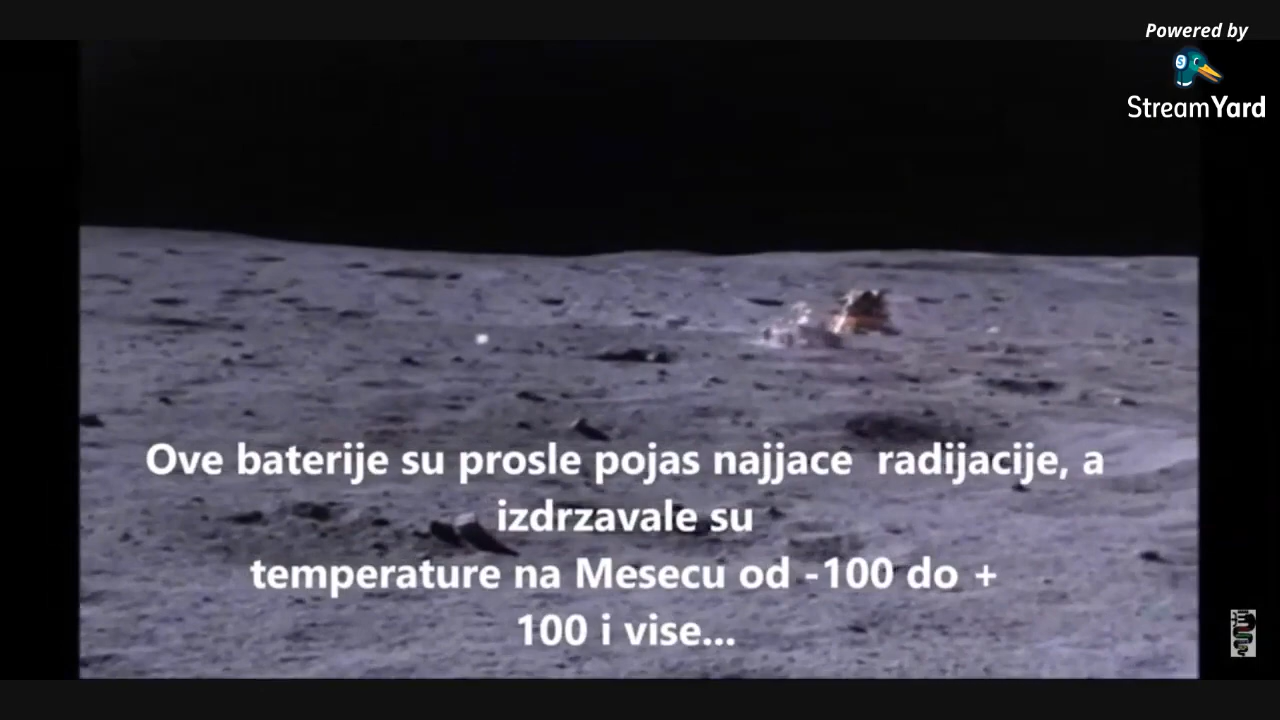 Powered by
StreamYard
Ove baterije su prosle pojas najjace  radijacije, a
izdrzavale su
temperature na Mesecu od -100 do +
100 i vise...